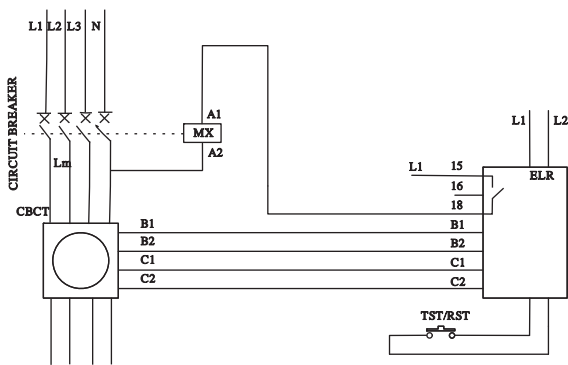 L1 L2 L3 N
CIRCUIT BREAKER
A1
MX
A2
Lm
CBCT
L1 L2
ELR
L1 15
16
18
B1 B1
B2 B2
C1 C1
C2 C2
TST/RST